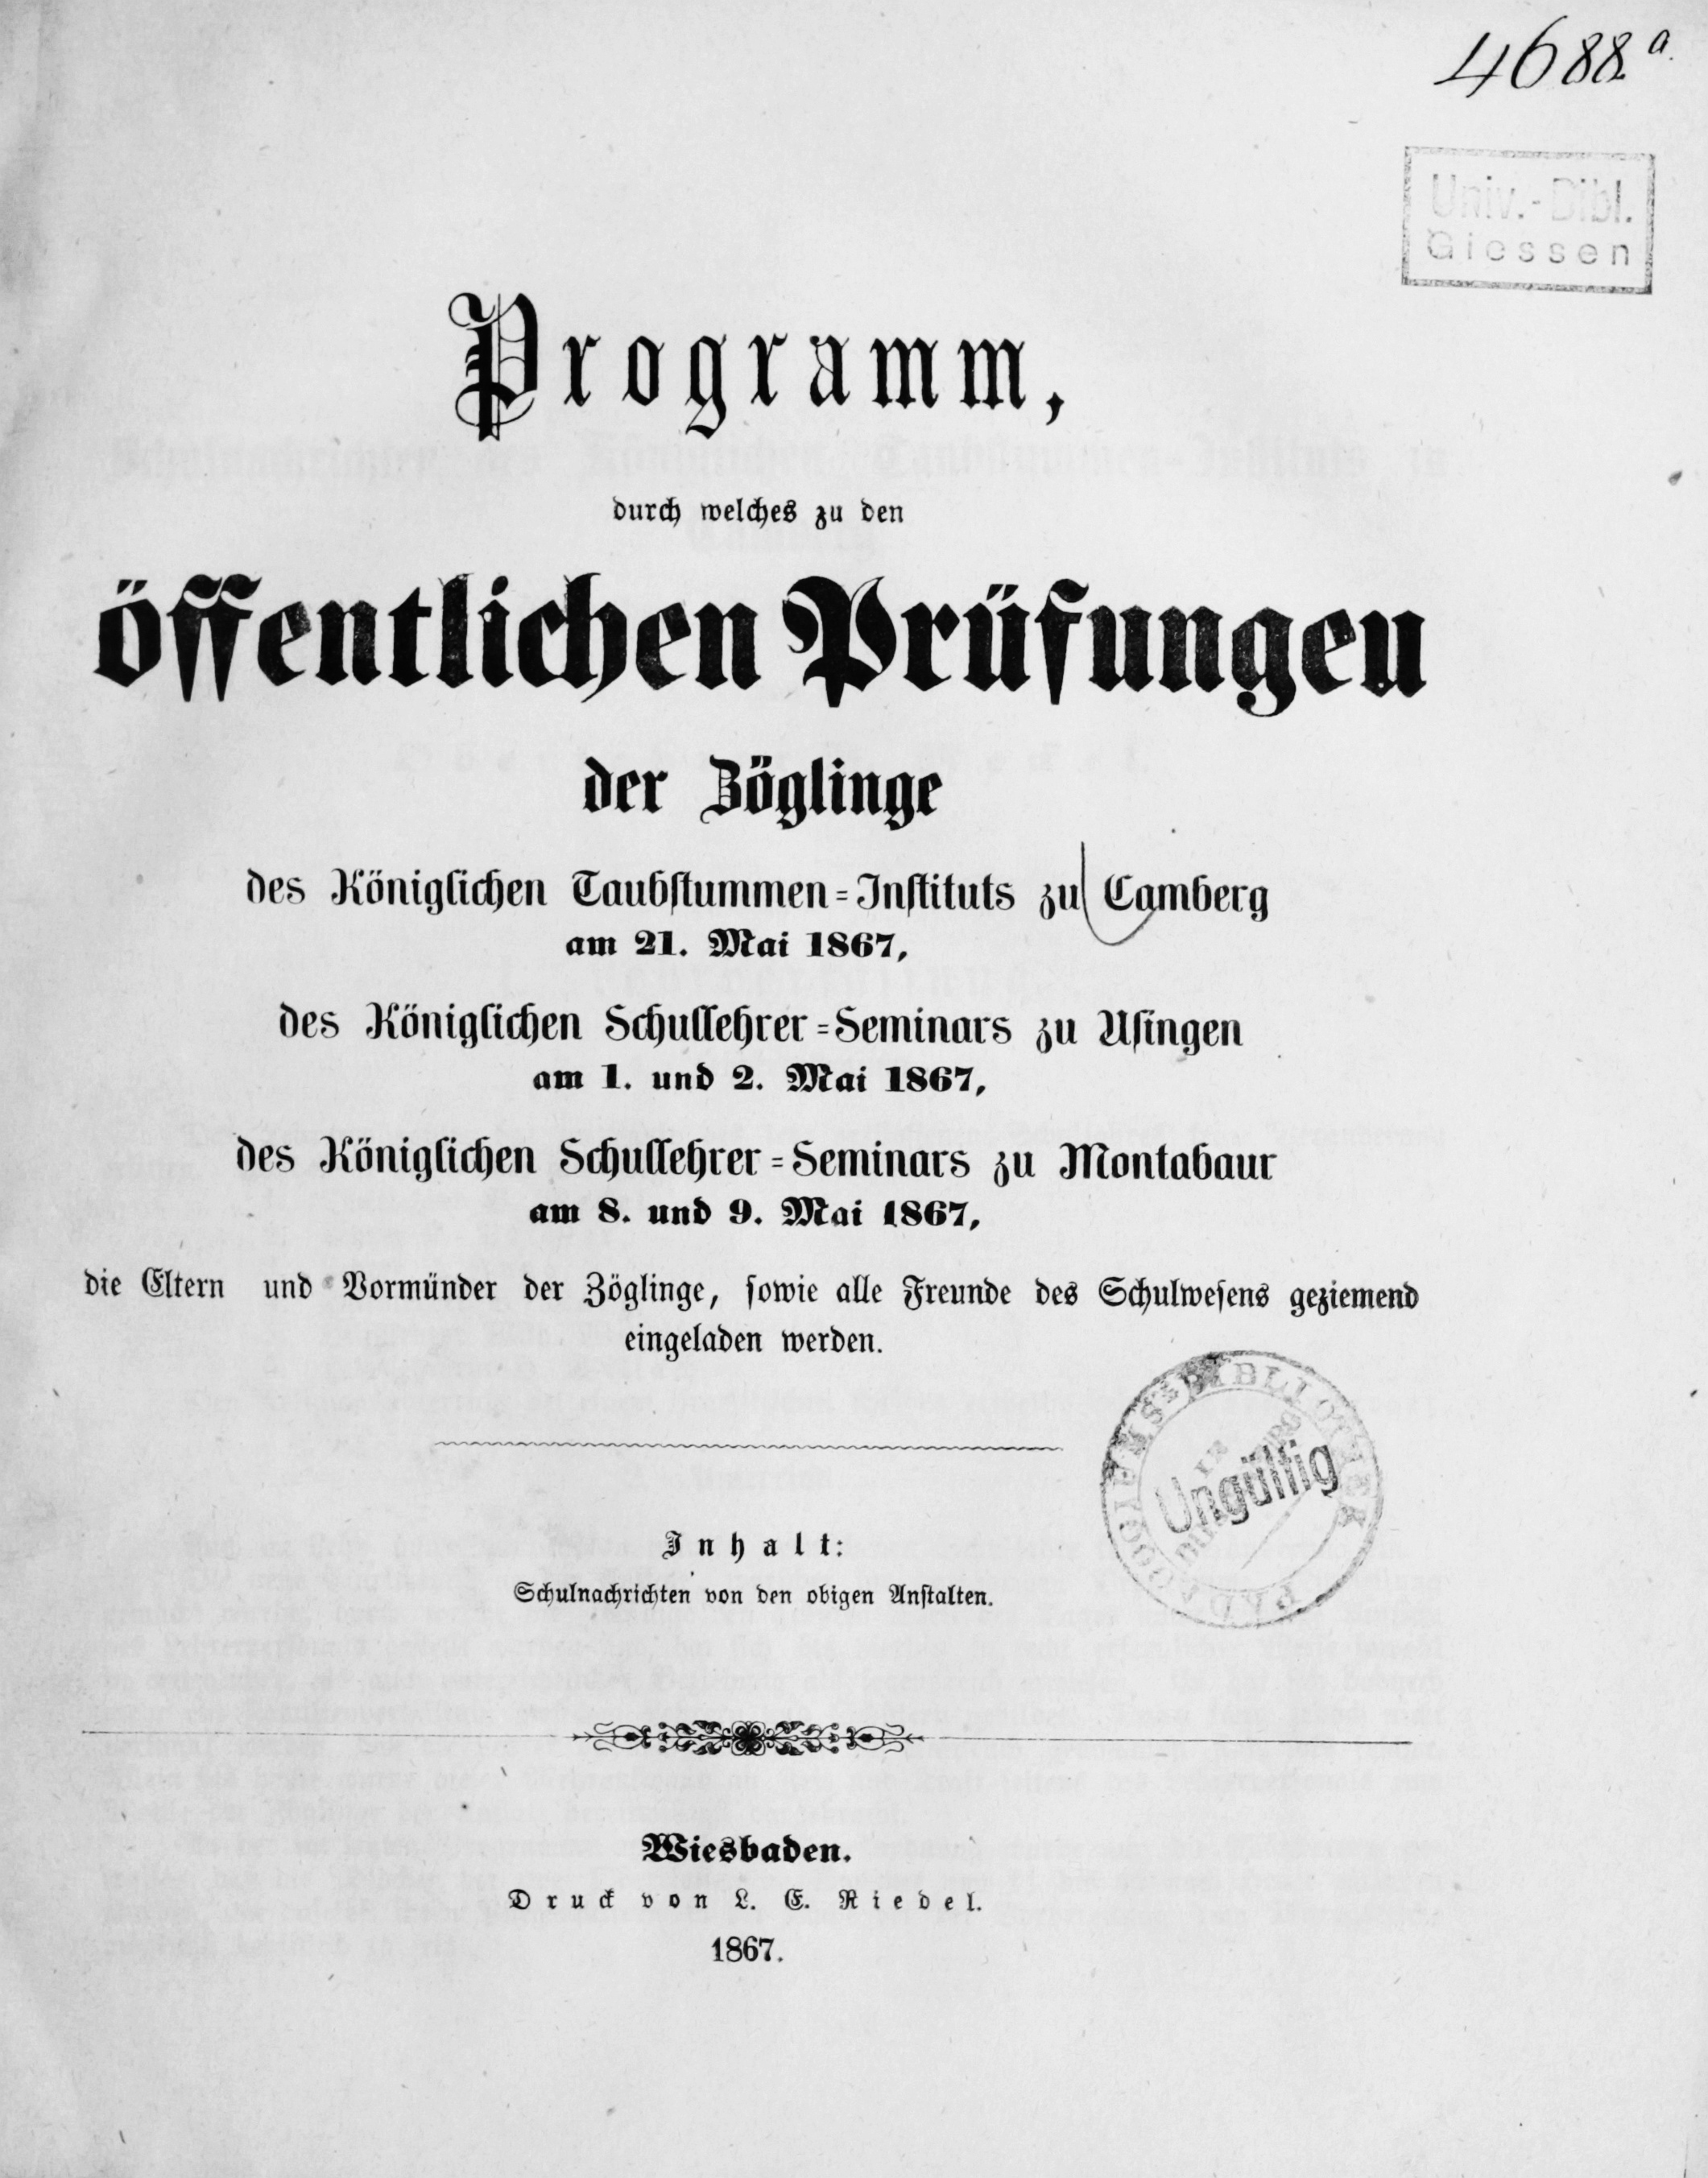 4688.a
Univ.-Bibl.
Giessen
Programm,
durch welches zu den
öffentlichen Prüfungen
der Zöglinge
des Königlichen Taubstummen-Instituts zu Camberg
am 21. Mai 1867,
des Königlichen Schullehrer-Seminars zu Usingen
am 1. und 2. Mai 1867,
des Königlichen Schullehrer-Seminars zu Montabaur
am 8. und 9. Mai 1867,
die Eltern und Vormünder der Zöglinge, sowie alle Freunde des Schulwesens geziemend
eingeladen werden.
BIBLIOTHEK
Ungültig
Inhalt:
Schulnachrichten von den obigen Anstalten.
Wiesbaden.
Druck von L. E. Riedel.
1867.